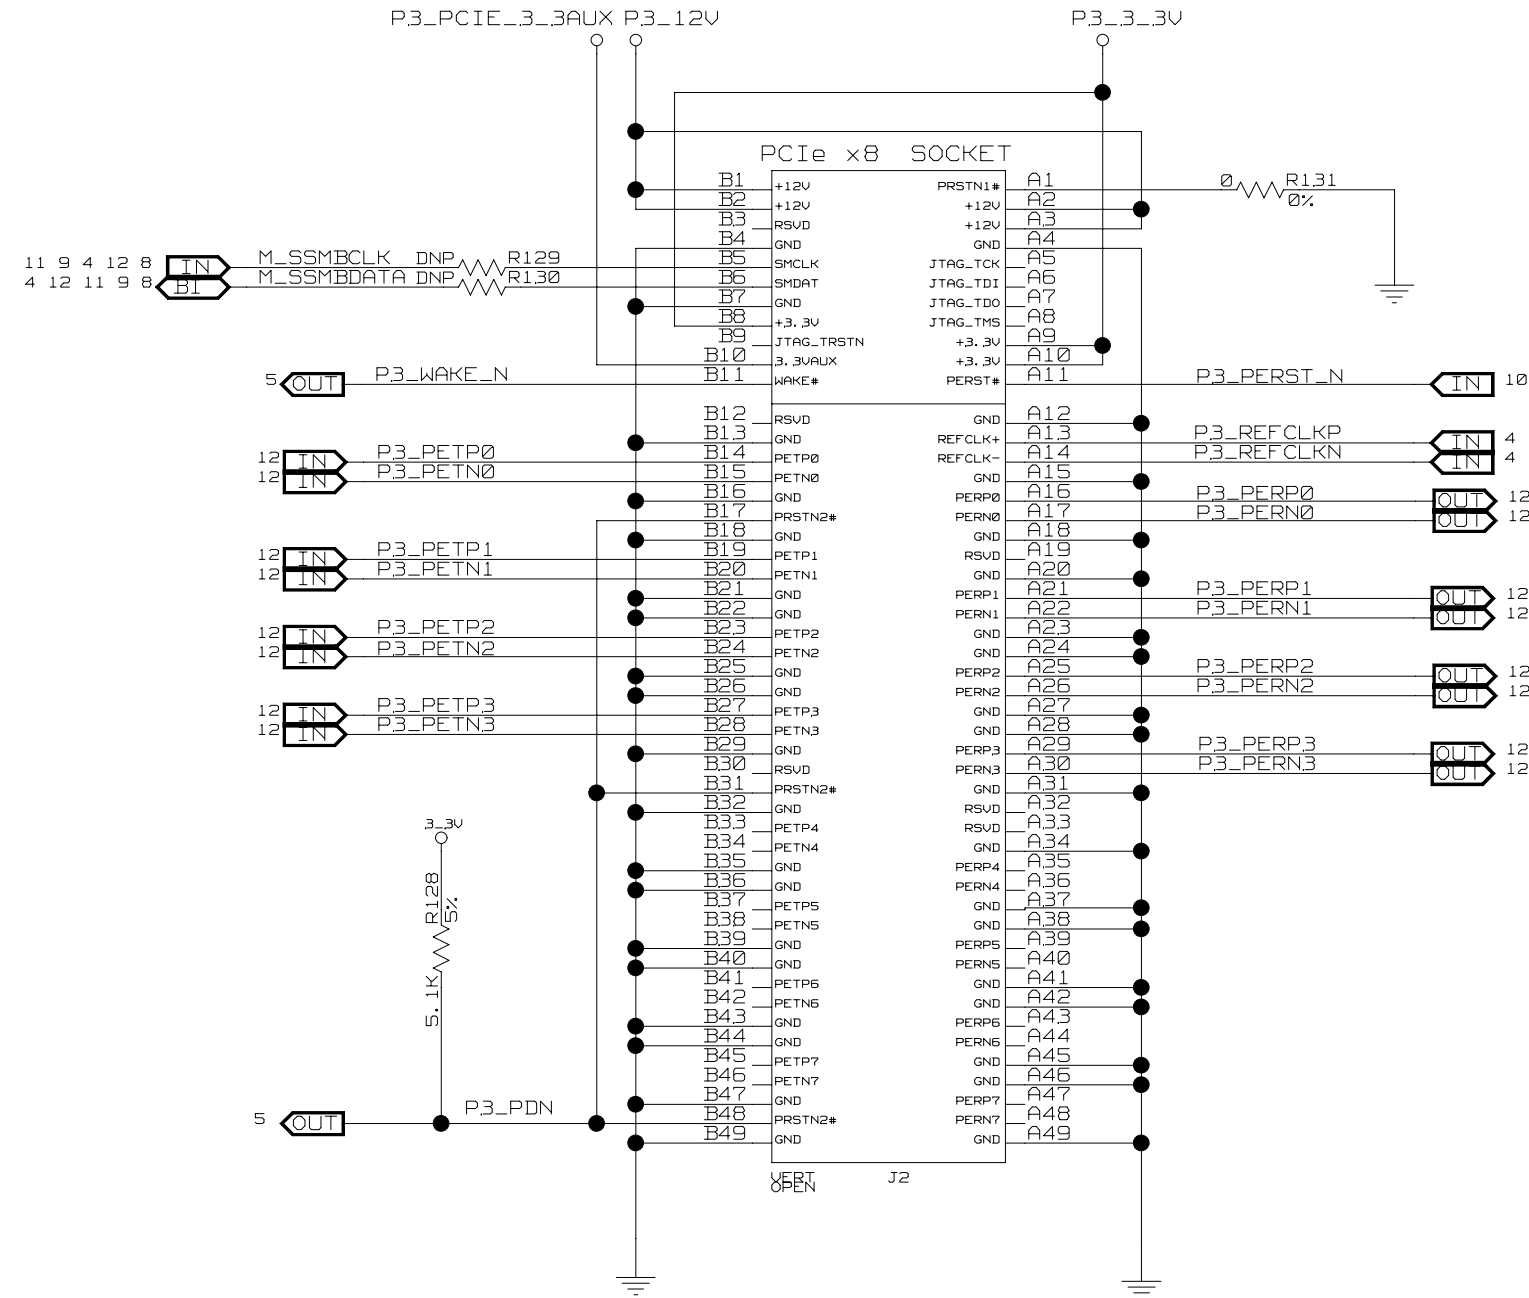 P3_PCIE_3_3AUX P3_12V P3_3_3V
PCIe x8 SOCKET
B1 +12V PRSTN1# A1 0 R131
B2 +12V +12V A2 0%
B3 RSVD +12V A3
B4 GND GND A4
11 9 4 12 8 IN M_SSMBCLK DNP R129 B5 SMCLK JTAG_TCK A5
4 12 11 9 8 BI M_SSMBDATA DNP R130 B6 SMDAT JTAG_TDI A6
B7 GND JTAG_TDO A7
B8 +3.3V JTAG_TMS A8
B9 JTAG_TRSTN +3.3V A9
B10 3.3VAUX +3.3V A10
5 OUT P3_WAKE_N B11 WAKE# PERST# A11 P3_PERST_N IN 10
B12 RSVD GND A12
B13 GND REFCLK+ A13 P3_REFCLKP IN 4
12 IN P3_PETP0 B14 PETP0 REFCLK- A14 P3_REFCLKN IN 4
12 IN P3_PETN0 B15 PETN0 GND A15
B16 GND PERP0 A16 P3_PERP0 OUT 12
B17 PRSTN2# PERN0 A17 P3_PERN0 OUT 12
B18 GND GND A18
12 IN P3_PETP1 B19 PETP1 RSVD A19
12 IN P3_PETN1 B20 PETN1 GND A20
B21 GND PERP1 A21 P3_PERP1 OUT 12
B22 GND PERN1 A22 P3_PERN1 OUT 12
12 IN P3_PETP2 B23 PETP2 GND A23
12 IN P3_PETN2 B24 PETN2 GND A24
B25 GND PERP2 A25 P3_PERP2 OUT 12
B26 GND PERN2 A26 P3_PERN2 OUT 12
12 IN P3_PETP3 B27 PETP3 GND A27
12 IN P3_PETN3 B28 PETN3 GND A28
B29 GND PERP3 A29 P3_PERP3 OUT 12
B30 RSVD PERN3 A30 P3_PERN3 OUT 12
B31 PRSTN2# GND A31
B32 GND RSVD A32
3_3V B33 PETP4 RSVD A33
B34 PETN4 GND A34
B35 GND PERP4 A35
B36 GND PERN4 A36
R128 5% B37 PETP5 GND A37
B38 PETN5 GND A38
B39 GND PERP5 A39
B40 GND PERN5 A40
5.1K B41 PETP6 GND A41
B42 PETN6 GND A42
B43 GND PERP6 A43
B44 GND PERN6 A44
B45 PETP7 GND A45
B46 PETN7 GND A46
B47 GND PERP7 A47
5 OUT P3_PDN B48 PRSTN2# PERN7 A48
B49 GND GND A49
VERT J2
OPEN